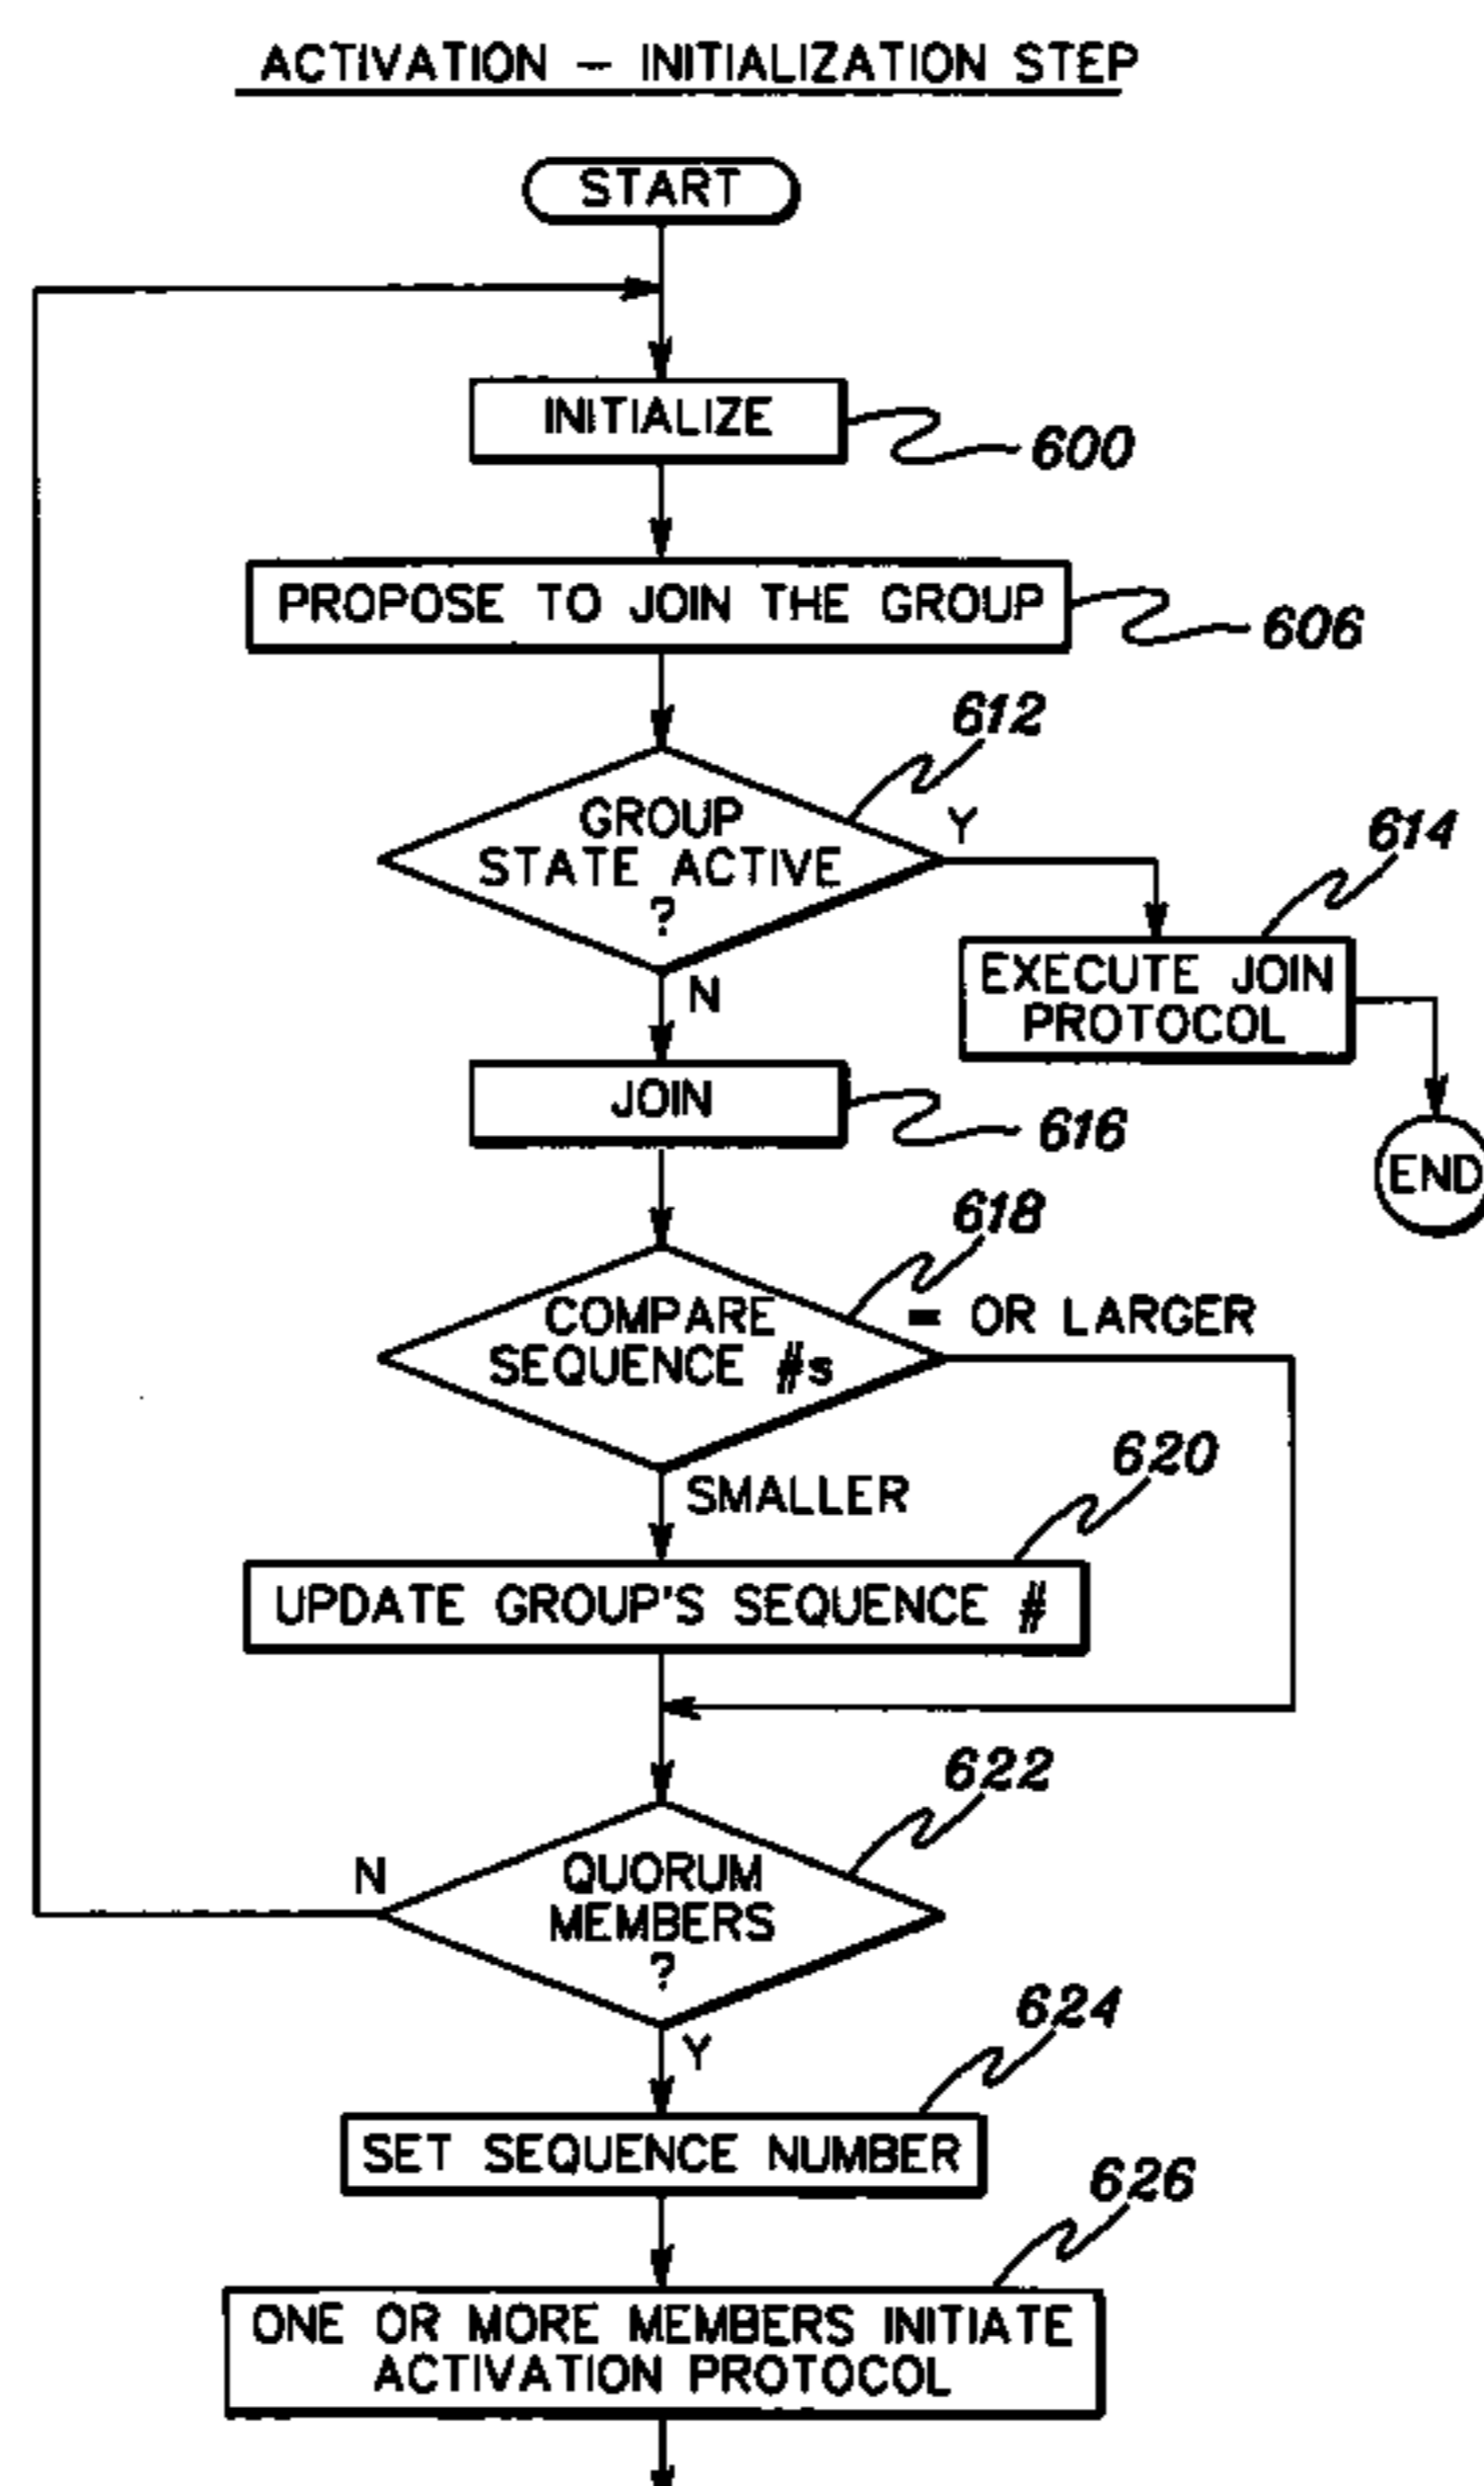 ACTIVATION - INITIALIZATION STEP
START
INITIALIZE
600
PROPOSE TO JOIN THE GROUP
606
612
GROUP
STATE ACTIVE
?
Y
614
EXECUTE JOIN
PROTOCOL
N
JOIN
616
END
618
COMPARE
SEQUENCE #s
= OR LARGER
SMALLER
620
UPDATE GROUP'S SEQUENCE #
622
N
QUORUM
MEMBERS
?
Y
624
SET SEQUENCE NUMBER
626
ONE OR MORE MEMBERS INITIATE
ACTIVATION PROTOCOL